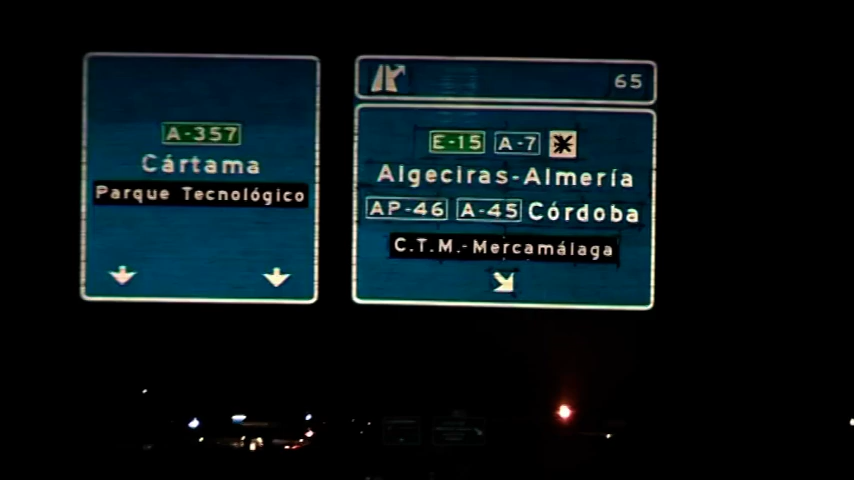 A-357
Cártama
Parque Tecnológico
65
E-15 A-7
Algeciras-Almería
AP-46 A-45 Córdoba
C.T.M.-Mercamálaga